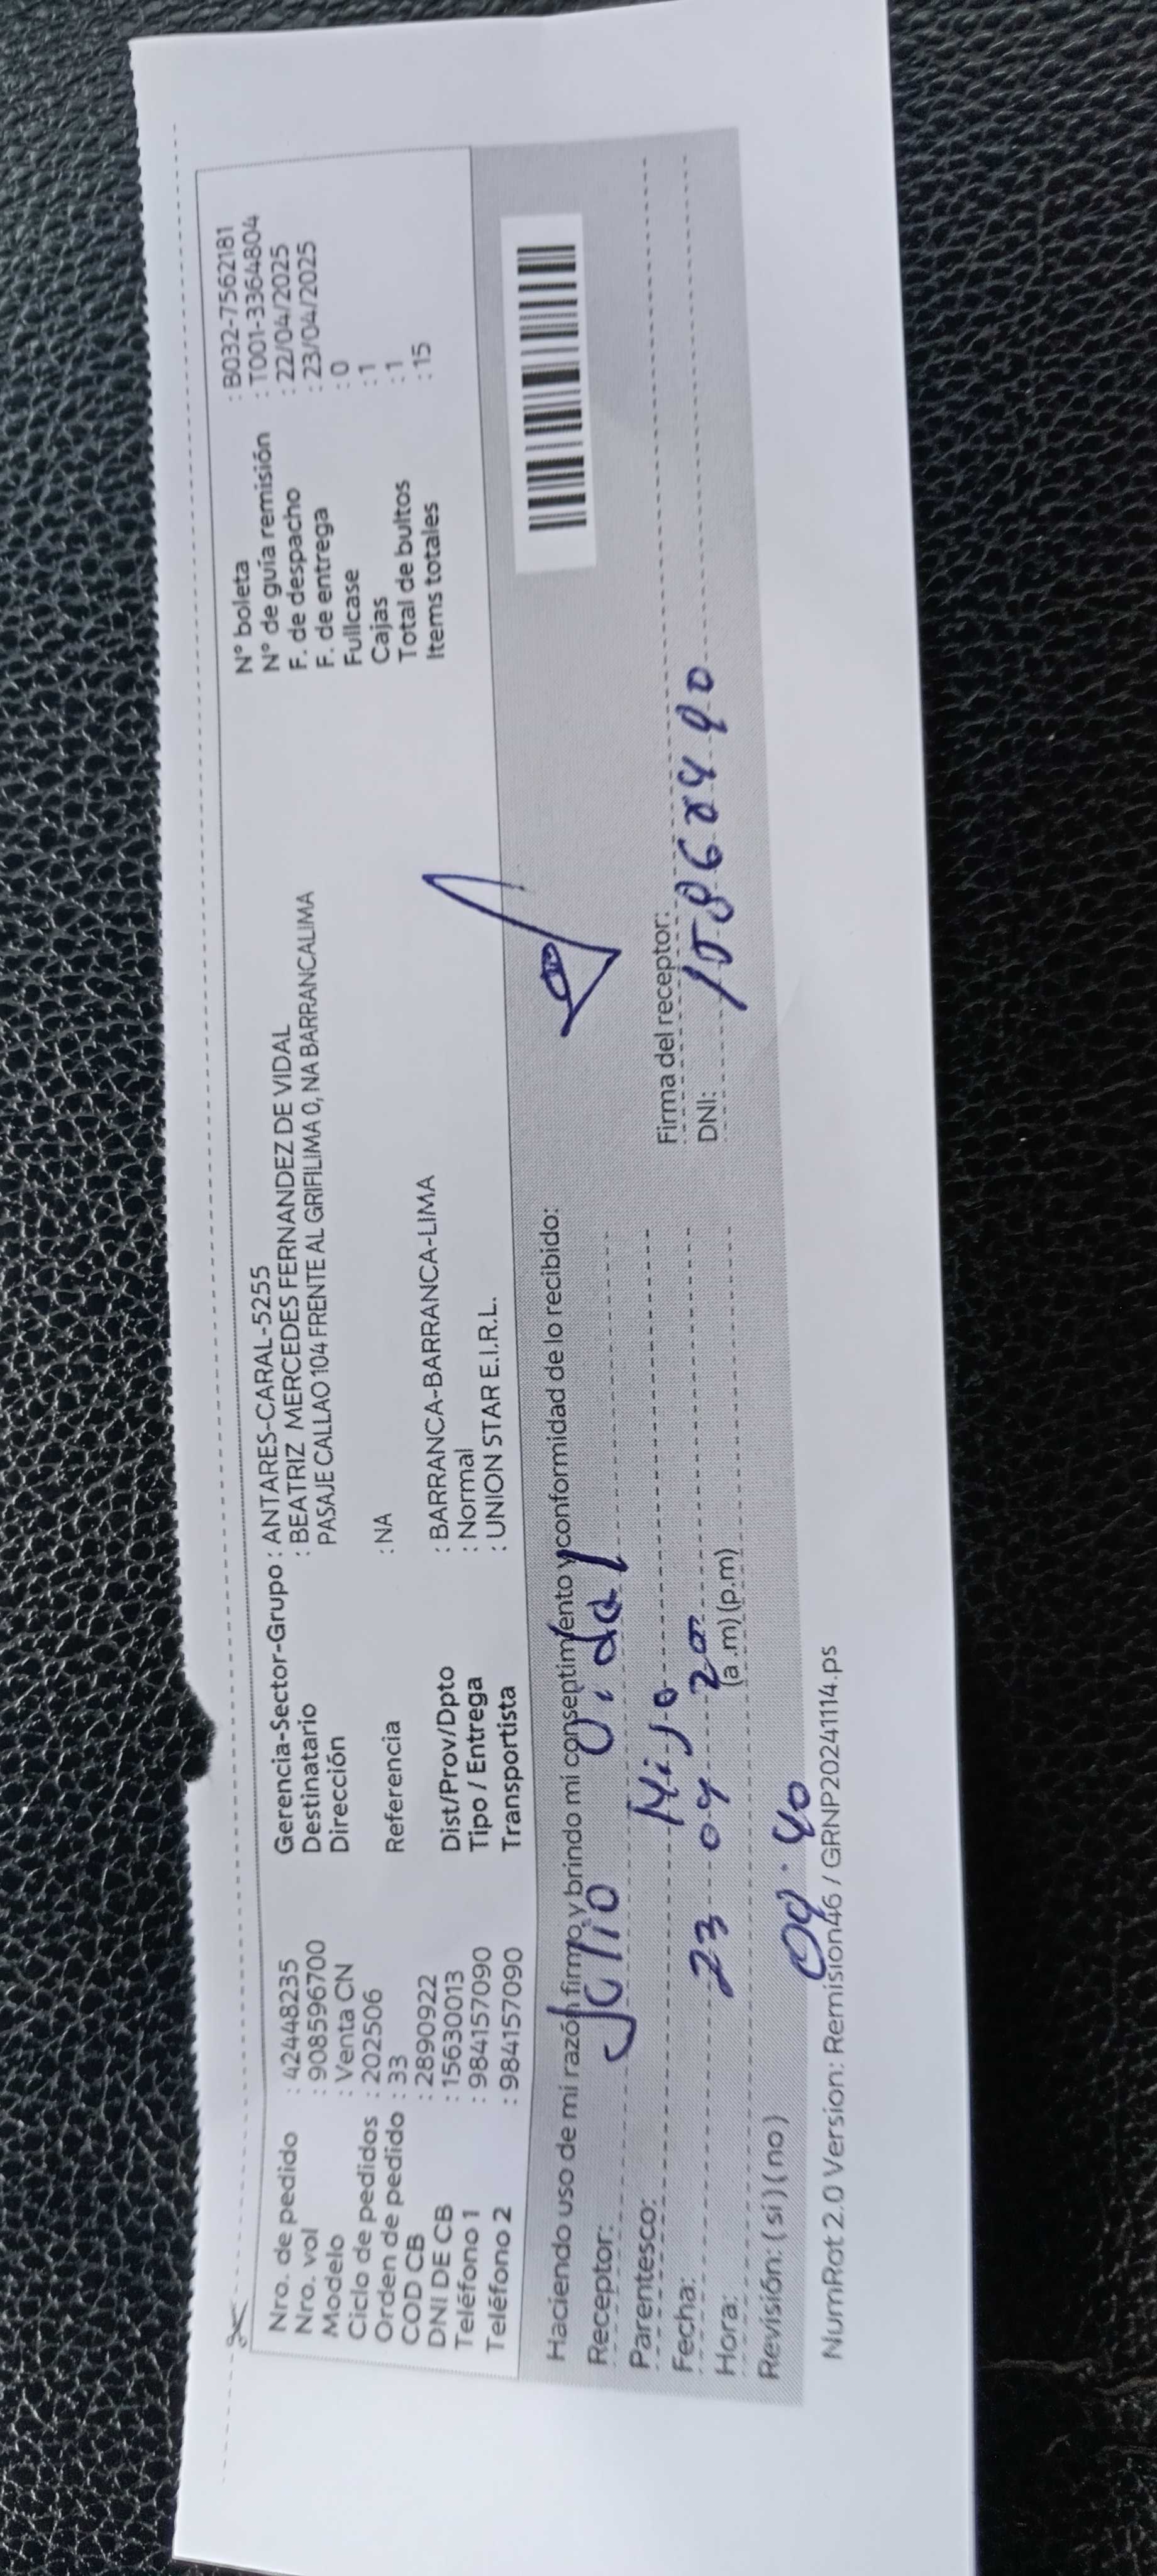 Nro. de pedido : 42448235
Nro. vol : 9085596700
Modelo : Venta CN
Ciclo de pedidos : 202506
Orden de pedido : 33
COD CB : 2890922
DNI DE CB : 15630013
Teléfono 1 : 984157090
Teléfono 2 : 984157090
Gerencia-Sector-Grupo : ANTARES-CARAL-5255
Destinatario : BEATRIZ MERCEDES FERNANDEZ DE VIDAL
Dirección PASAJE CALLAO 104 FRENTE AL GRIFILIMA 0, NA BARRANCALIMA
Referencia : NA
Dist/Prov/Dpto : BARRANCA-BARRANCA-LIMA
Tipo / Entrega : Normal
Transportista : UNION STAR E.I.R.L.
N° boleta : B032-7562181
N° de guía remisión : T001-3364804
F. de despacho : 22/04/2025
F. de entrega : 23/04/2025
Fullcase : 0
Cajas : 1
Total de bultos : 1
Items totales : 15
Haciendo uso de mi razón firmo y brindo mi conseptimiento y conformidad de lo recibido:
Receptor: Julio Vidal
Parentesco: Hijo
Fecha: 23 04 25
Hora: 09.40 (a.m) (p.m)
Revisión: (si) (no)
Firma del receptor:
DNI:
NumRot 2.0 Version: Remision46 / GRNP20241114.ps